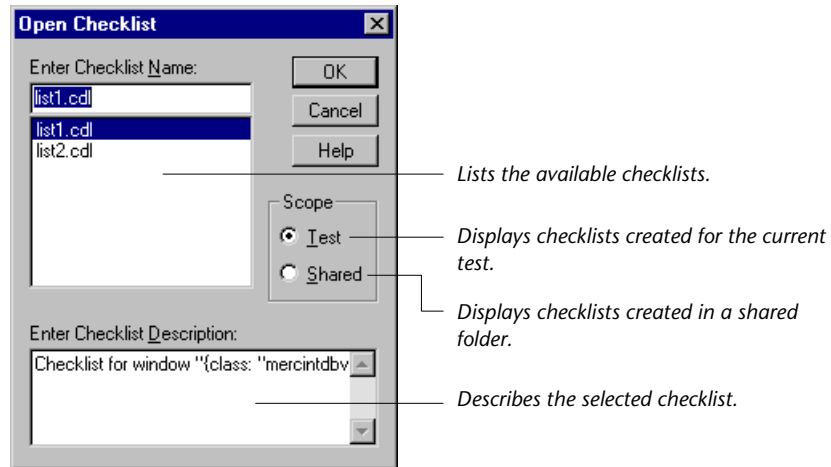 Open Checklist
Enter Checklist Name:
list1.cdl
list1.cdl
list2.cdl
OK
Cancel
Help
Scope
Test
Shared
Enter Checklist Description:
Checklist for window "{class: "mercintdbv
Lists the available checklists.
Displays checklists created for the current
test.
Displays checklists created in a shared
folder.
Describes the selected checklist.